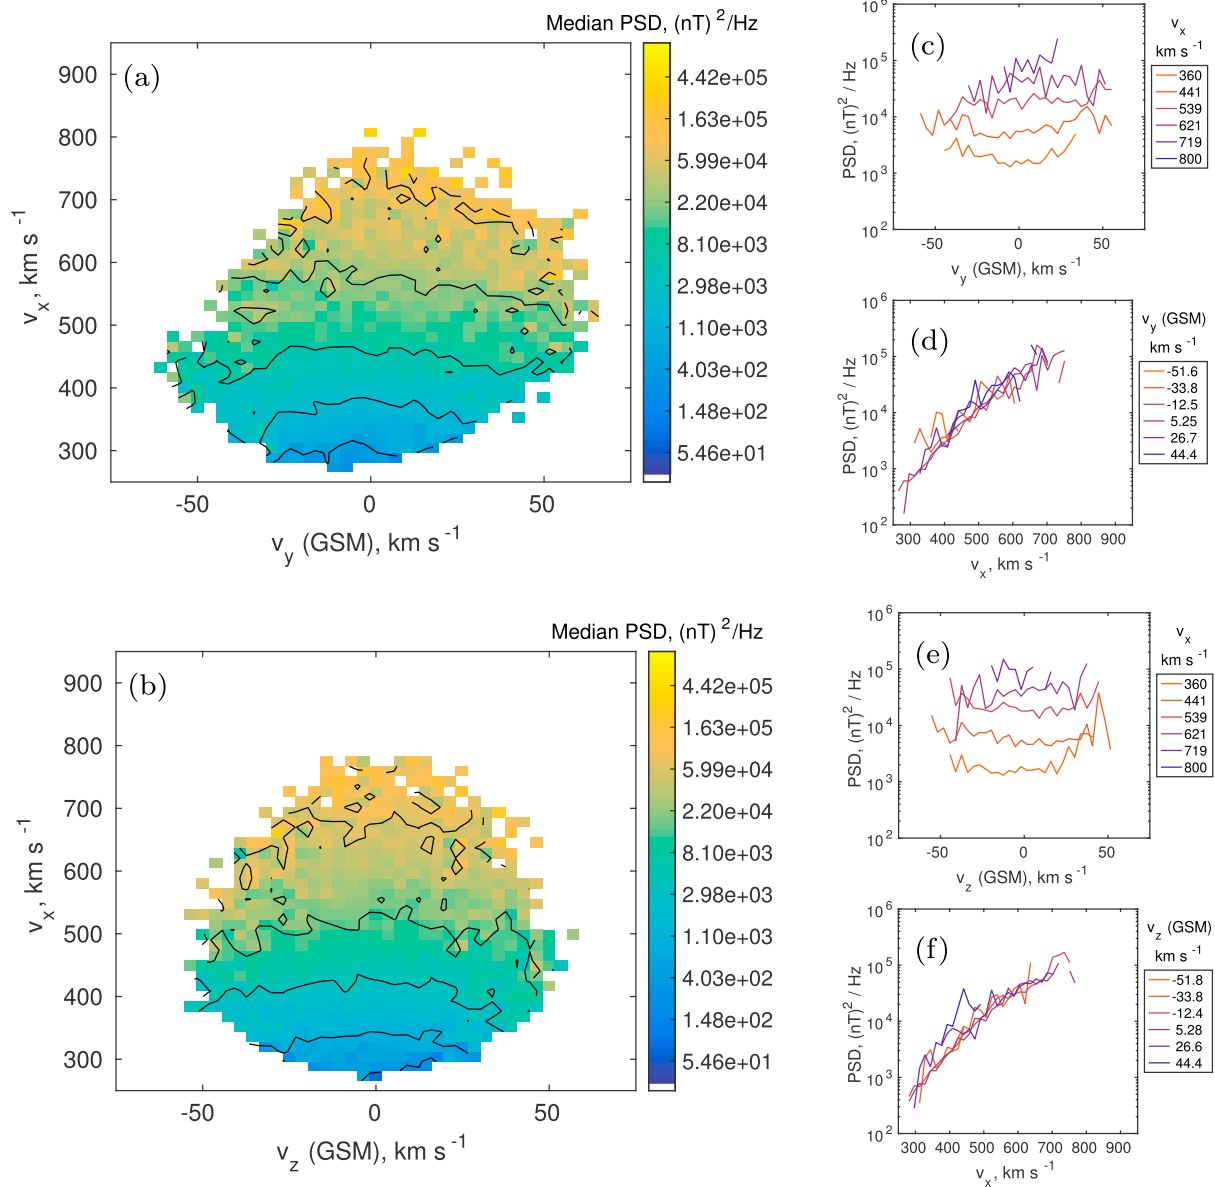 Median PSD, (nT) 2/Hz
(a)
900
800
700
600
500
400
300
v_x, km s^-1
-50
0
50
v_y (GSM), km s^-1
4.42e+05
1.63e+05
5.99e+04
2.20e+04
8.10e+03
2.98e+03
1.10e+03
4.03e+02
1.48e+02
5.46e+01
(c)
10^6
10^5
10^4
10^3
10^2
PSD, (nT)^2 / Hz
-50
0
50
v_y (GSM), km s^-1
v_x
km s^-1
360
441
539
621
719
800
(d)
10^6
10^5
10^4
10^3
10^2
PSD, (nT)^2 / Hz
300 400 500 600 700 800 900
v_x, km s^-1
v_y (GSM)
km s^-1
-51.6
-33.8
-12.5
5.25
26.7
44.4
Median PSD, (nT) 2/Hz
(b)
900
800
700
600
500
400
300
v_x, km s^-1
-50
0
50
v_z (GSM), km s^-1
4.42e+05
1.63e+05
5.99e+04
2.20e+04
8.10e+03
2.98e+03
1.10e+03
4.03e+02
1.48e+02
5.46e+01
(e)
10^6
10^5
10^4
10^3
10^2
PSD, (nT)^2 / Hz
-50
0
50
v_z (GSM), km s^-1
v_x
km s^-1
360
441
539
621
719
800
(f)
10^6
10^5
10^4
10^3
10^2
PSD, (nT)^2 / Hz
300 400 500 600 700 800 900
v_x, km s^-1
v_z (GSM)
km s^-1
-51.8
-33.8
-12.4
5.28
26.6
44.4